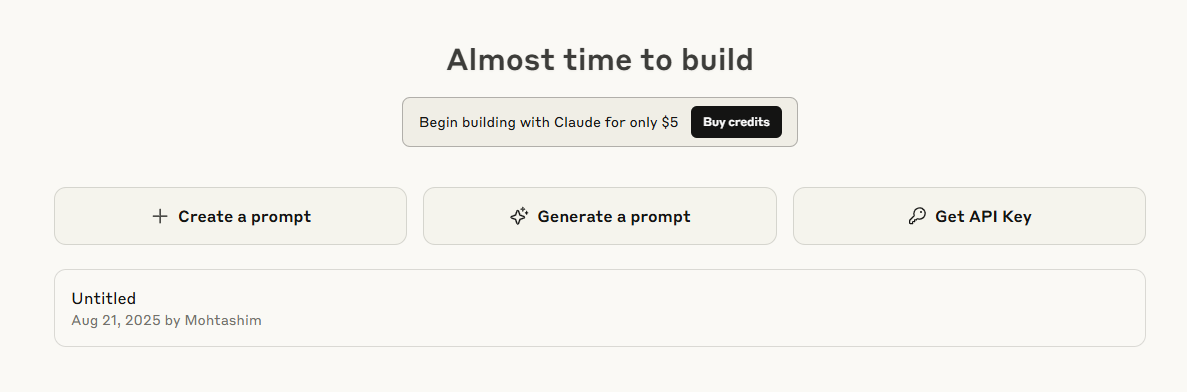 Almost time to build
Begin building with Claude for only $5 Buy credits
Create a prompt
Generate a prompt
Get API Key
Untitled
Aug 21, 2025 by Mohtashim